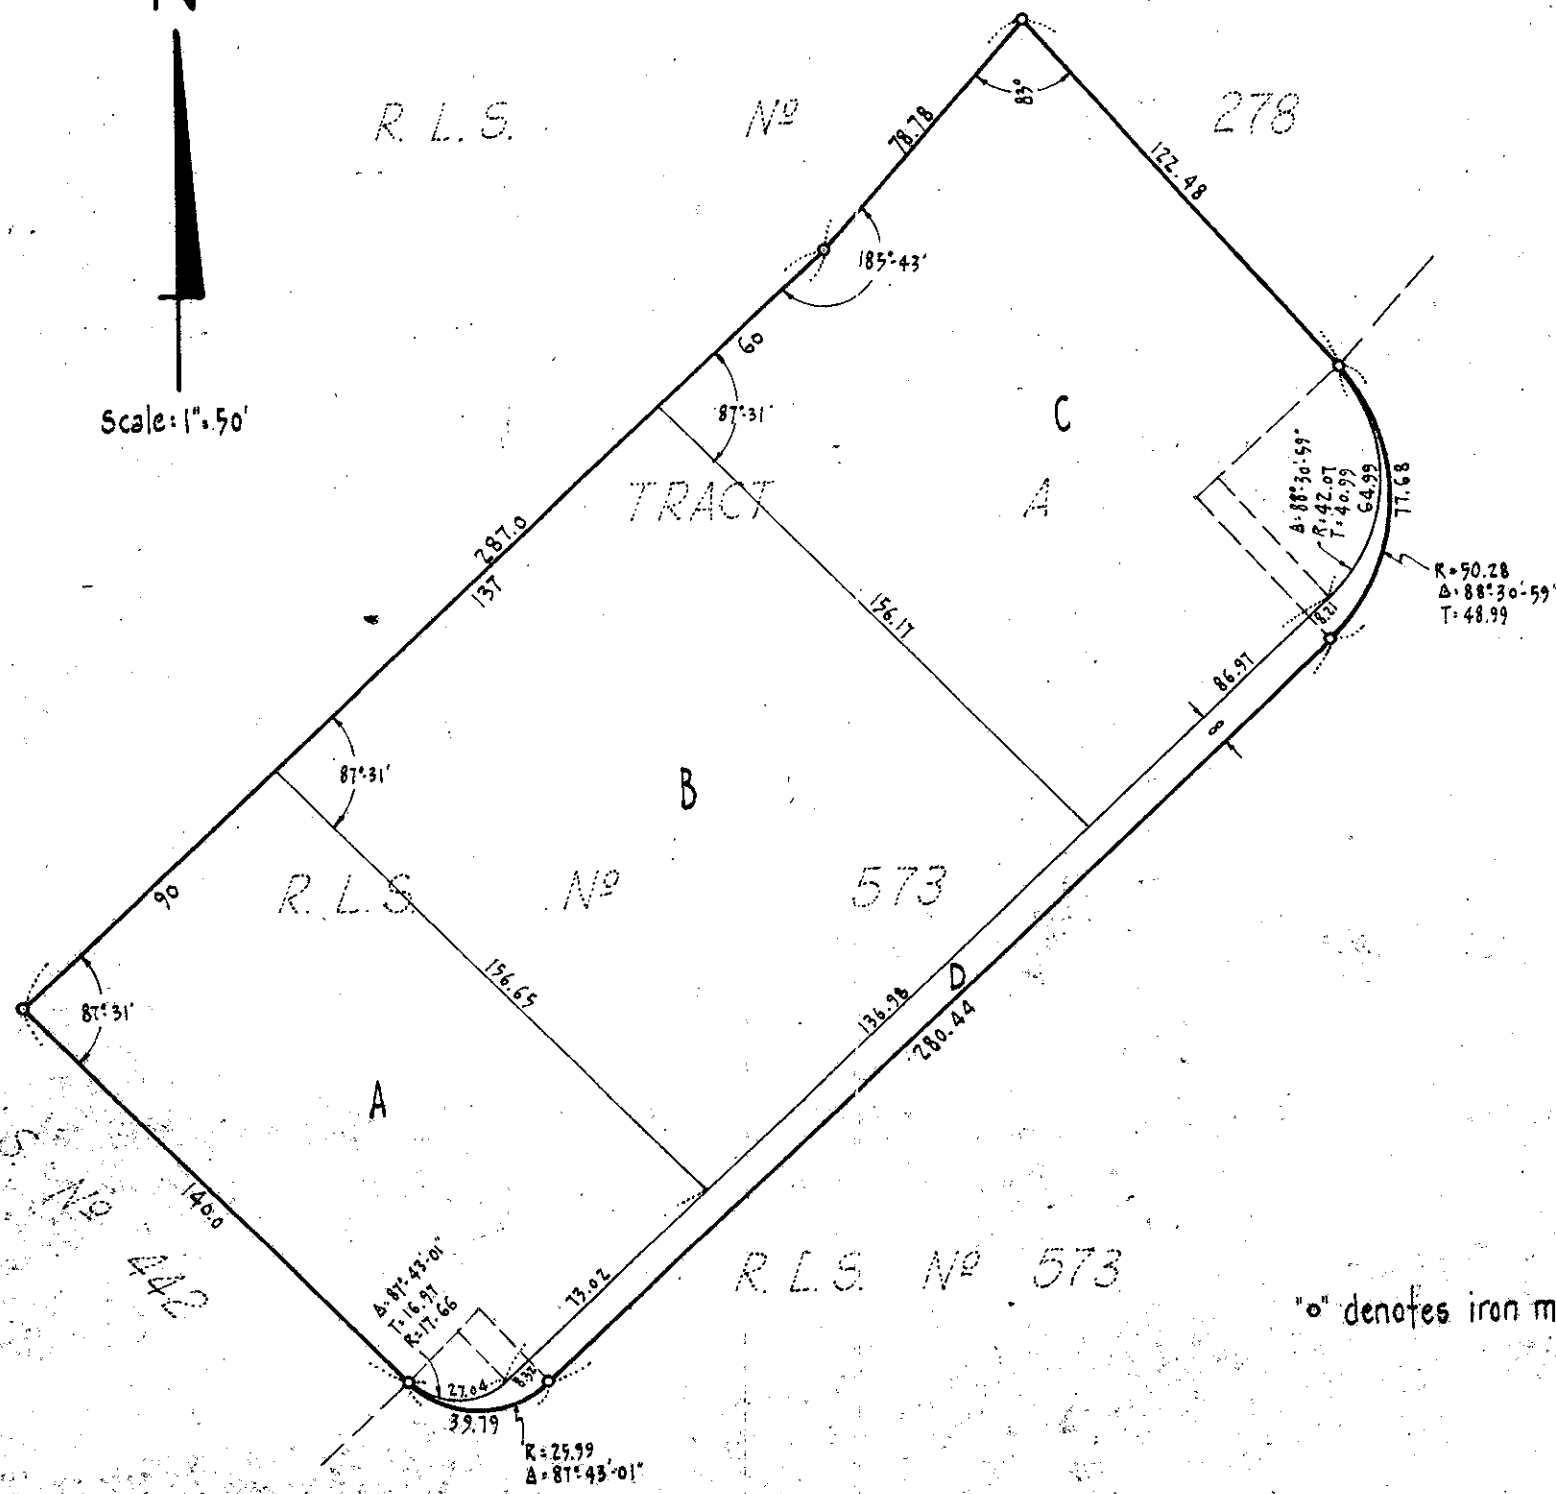 N
Scale: 1"=50'
R. L. S. Nº 278
83°
78.78
122.48
183°-43'
60
87°-31'
C
TRACT A
287.0
137
156.17
Δ=88°-30'-59"
R=42.07
T=40.99
64.99
77.68
R=50.28
Δ=88°-30'-59"
T=48.99
8.21
86.97
8
87°-31'
B
90
R. L. S. Nº 573
87°-31'
156.65
136.98
D
280.44
A
140.0
S
Nº
442
Δ=87°-43'-01"
T=16.97
R=17.66
73.02
27.04
8.32
39.79
R=25.99
Δ=87°-43'-01"
R. L. S. Nº 573
"o" denotes iron m